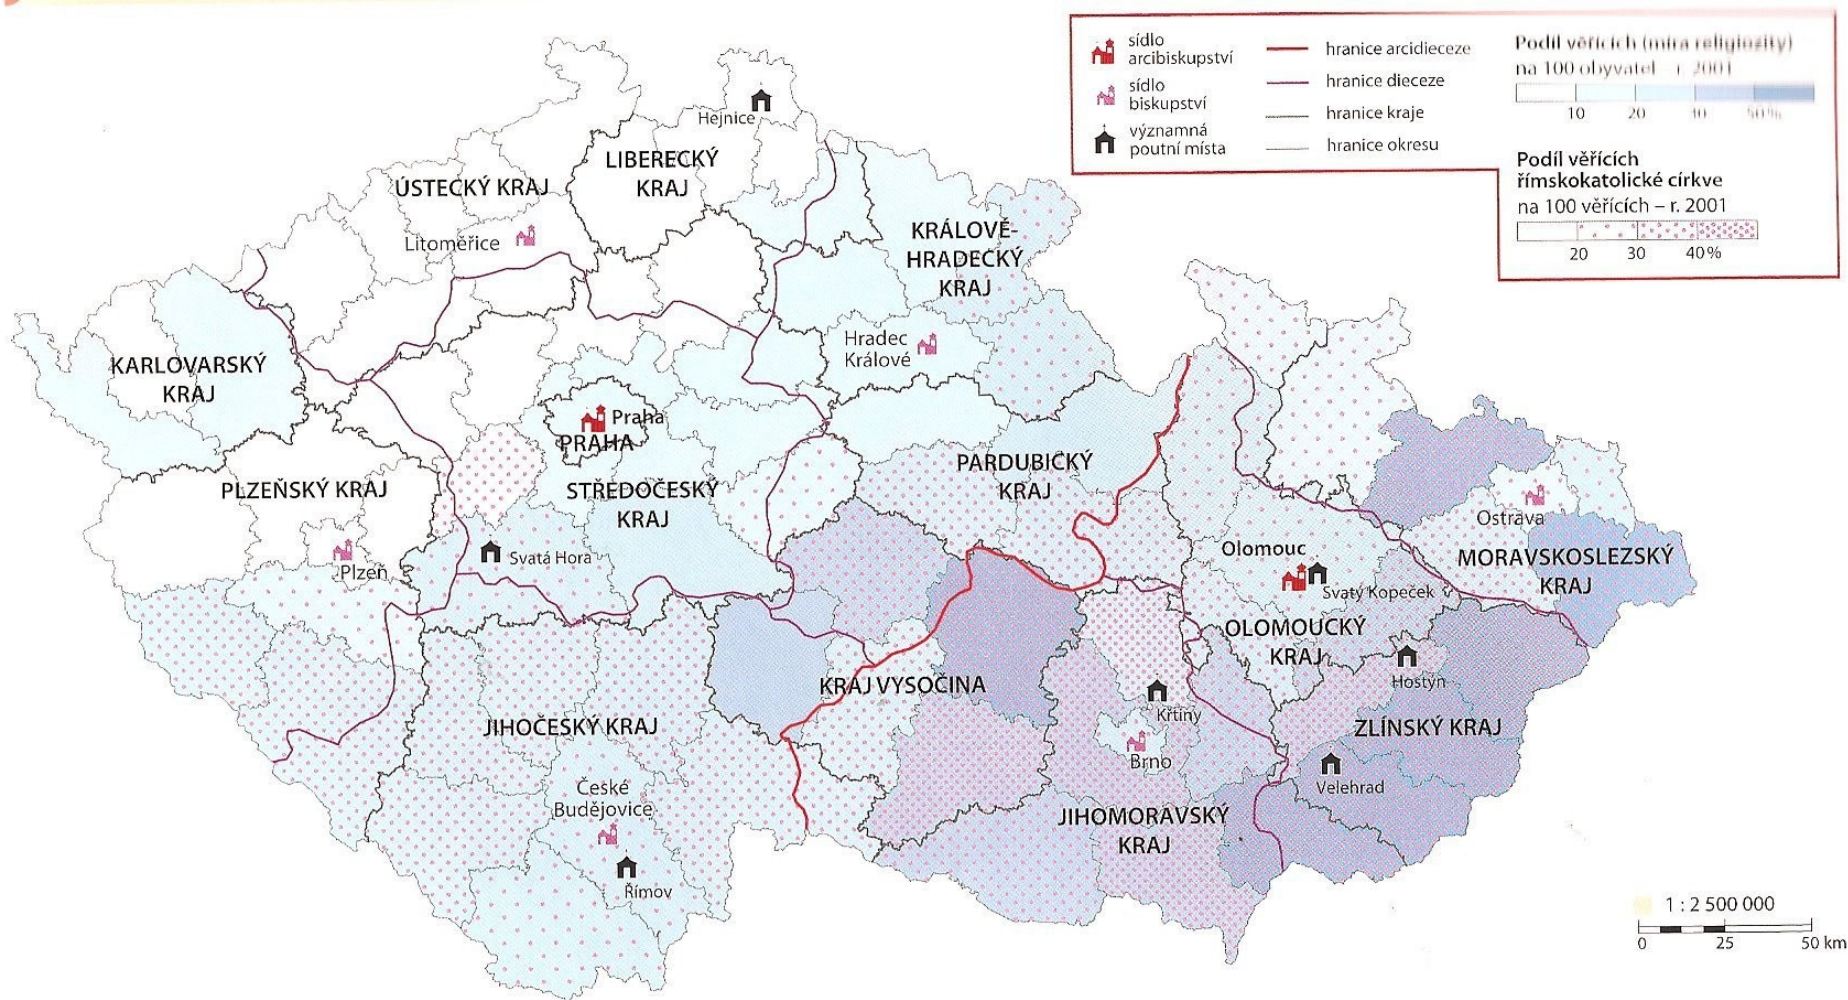 sídlo
arcibiskupství
sídlo
biskupství
významná
poutní místa
hranice arcidieceze
hranice dieceze
hranice kraje
hranice okresu
Podíl věřících (míra religiozity)
na 100 obyvatel – r. 2001
10 20 50%
Podíl věřících
římskokatolické církve
na 100 věřících – r. 2001
20 30 40%
Hejnice
LIBERECKÝ
KRAJ
ÚSTECKÝ KRAJ
Litoměřice
KRÁLOVÉ-
HRADECKÝ
KRAJ
Hradec
Králové
KARLOVARSKÝ
KRAJ
Praha
PRAHA
PLZEŇSKÝ KRAJ
Plzeň
STŘEDOČESKÝ
KRAJ
Svatá Hora
PARDUBICKÝ
KRAJ
Olomouc
Svatý Kopeček
OLOMOUCKÝ
KRAJ
Ostrava
MORAVSKOSLEZSKÝ
KRAJ
Hostýn
ZLÍNSKÝ KRAJ
Velehrad
KRAJ VYSOČINA
Křtiny
Brno
JIHOMORAVSKÝ
KRAJ
JIHOČESKÝ KRAJ
České
Budějovice
Římov
1 : 2 500 000
0 25 50 km